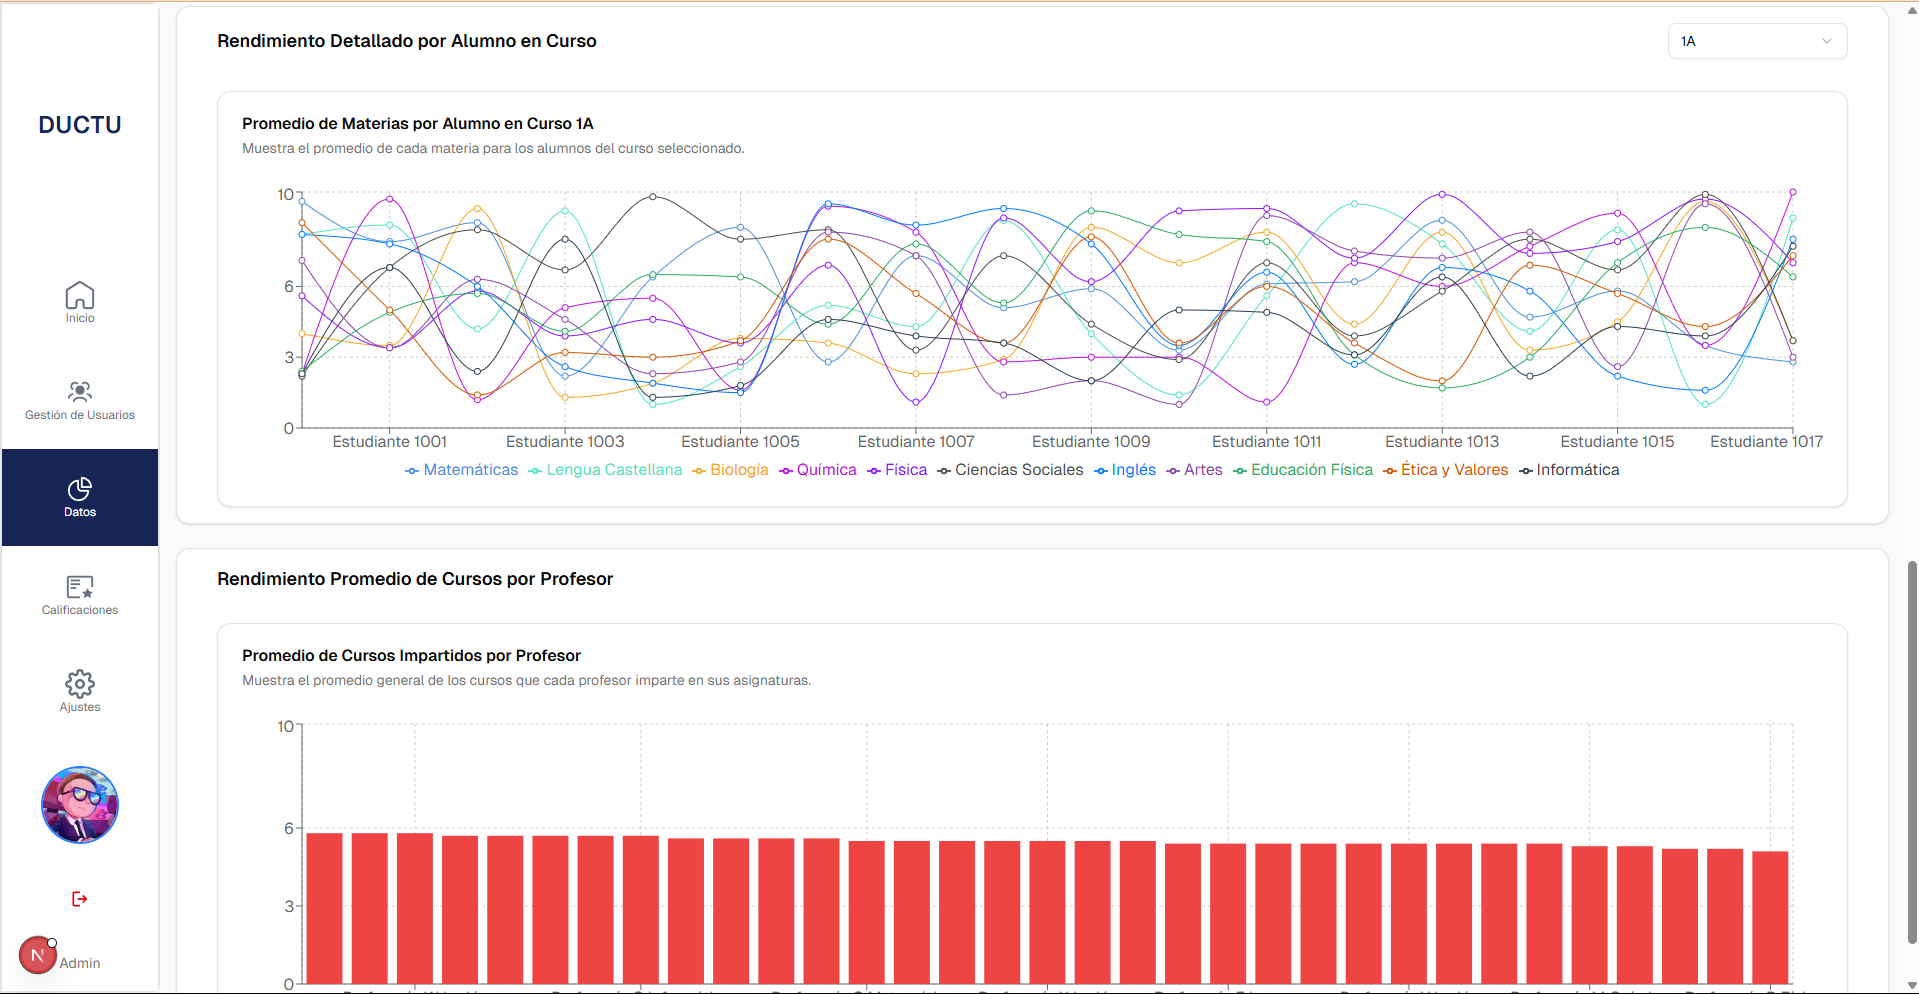 DUCTU
Inicio
Gestión de Usuarios
Datos
Calificaciones
Ajustes
N
Admin
Rendimiento Detallado por Alumno en Curso
1A
Promedio de Materias por Alumno en Curso 1A
Muestra el promedio de cada materia para los alumnos del curso seleccionado.
10
6
3
0
Estudiante 1001 Estudiante 1003 Estudiante 1005 Estudiante 1007 Estudiante 1009 Estudiante 1011 Estudiante 1013 Estudiante 1015 Estudiante 1017
Matemáticas Lengua Castellana Biología Química Física Ciencias Sociales Inglés Artes Educación Física Ética y Valores Informática
Rendimiento Promedio de Cursos por Profesor
Promedio de Cursos Impartidos por Profesor
Muestra el promedio general de los cursos que cada profesor imparte en sus asignaturas.
10
6
3
0